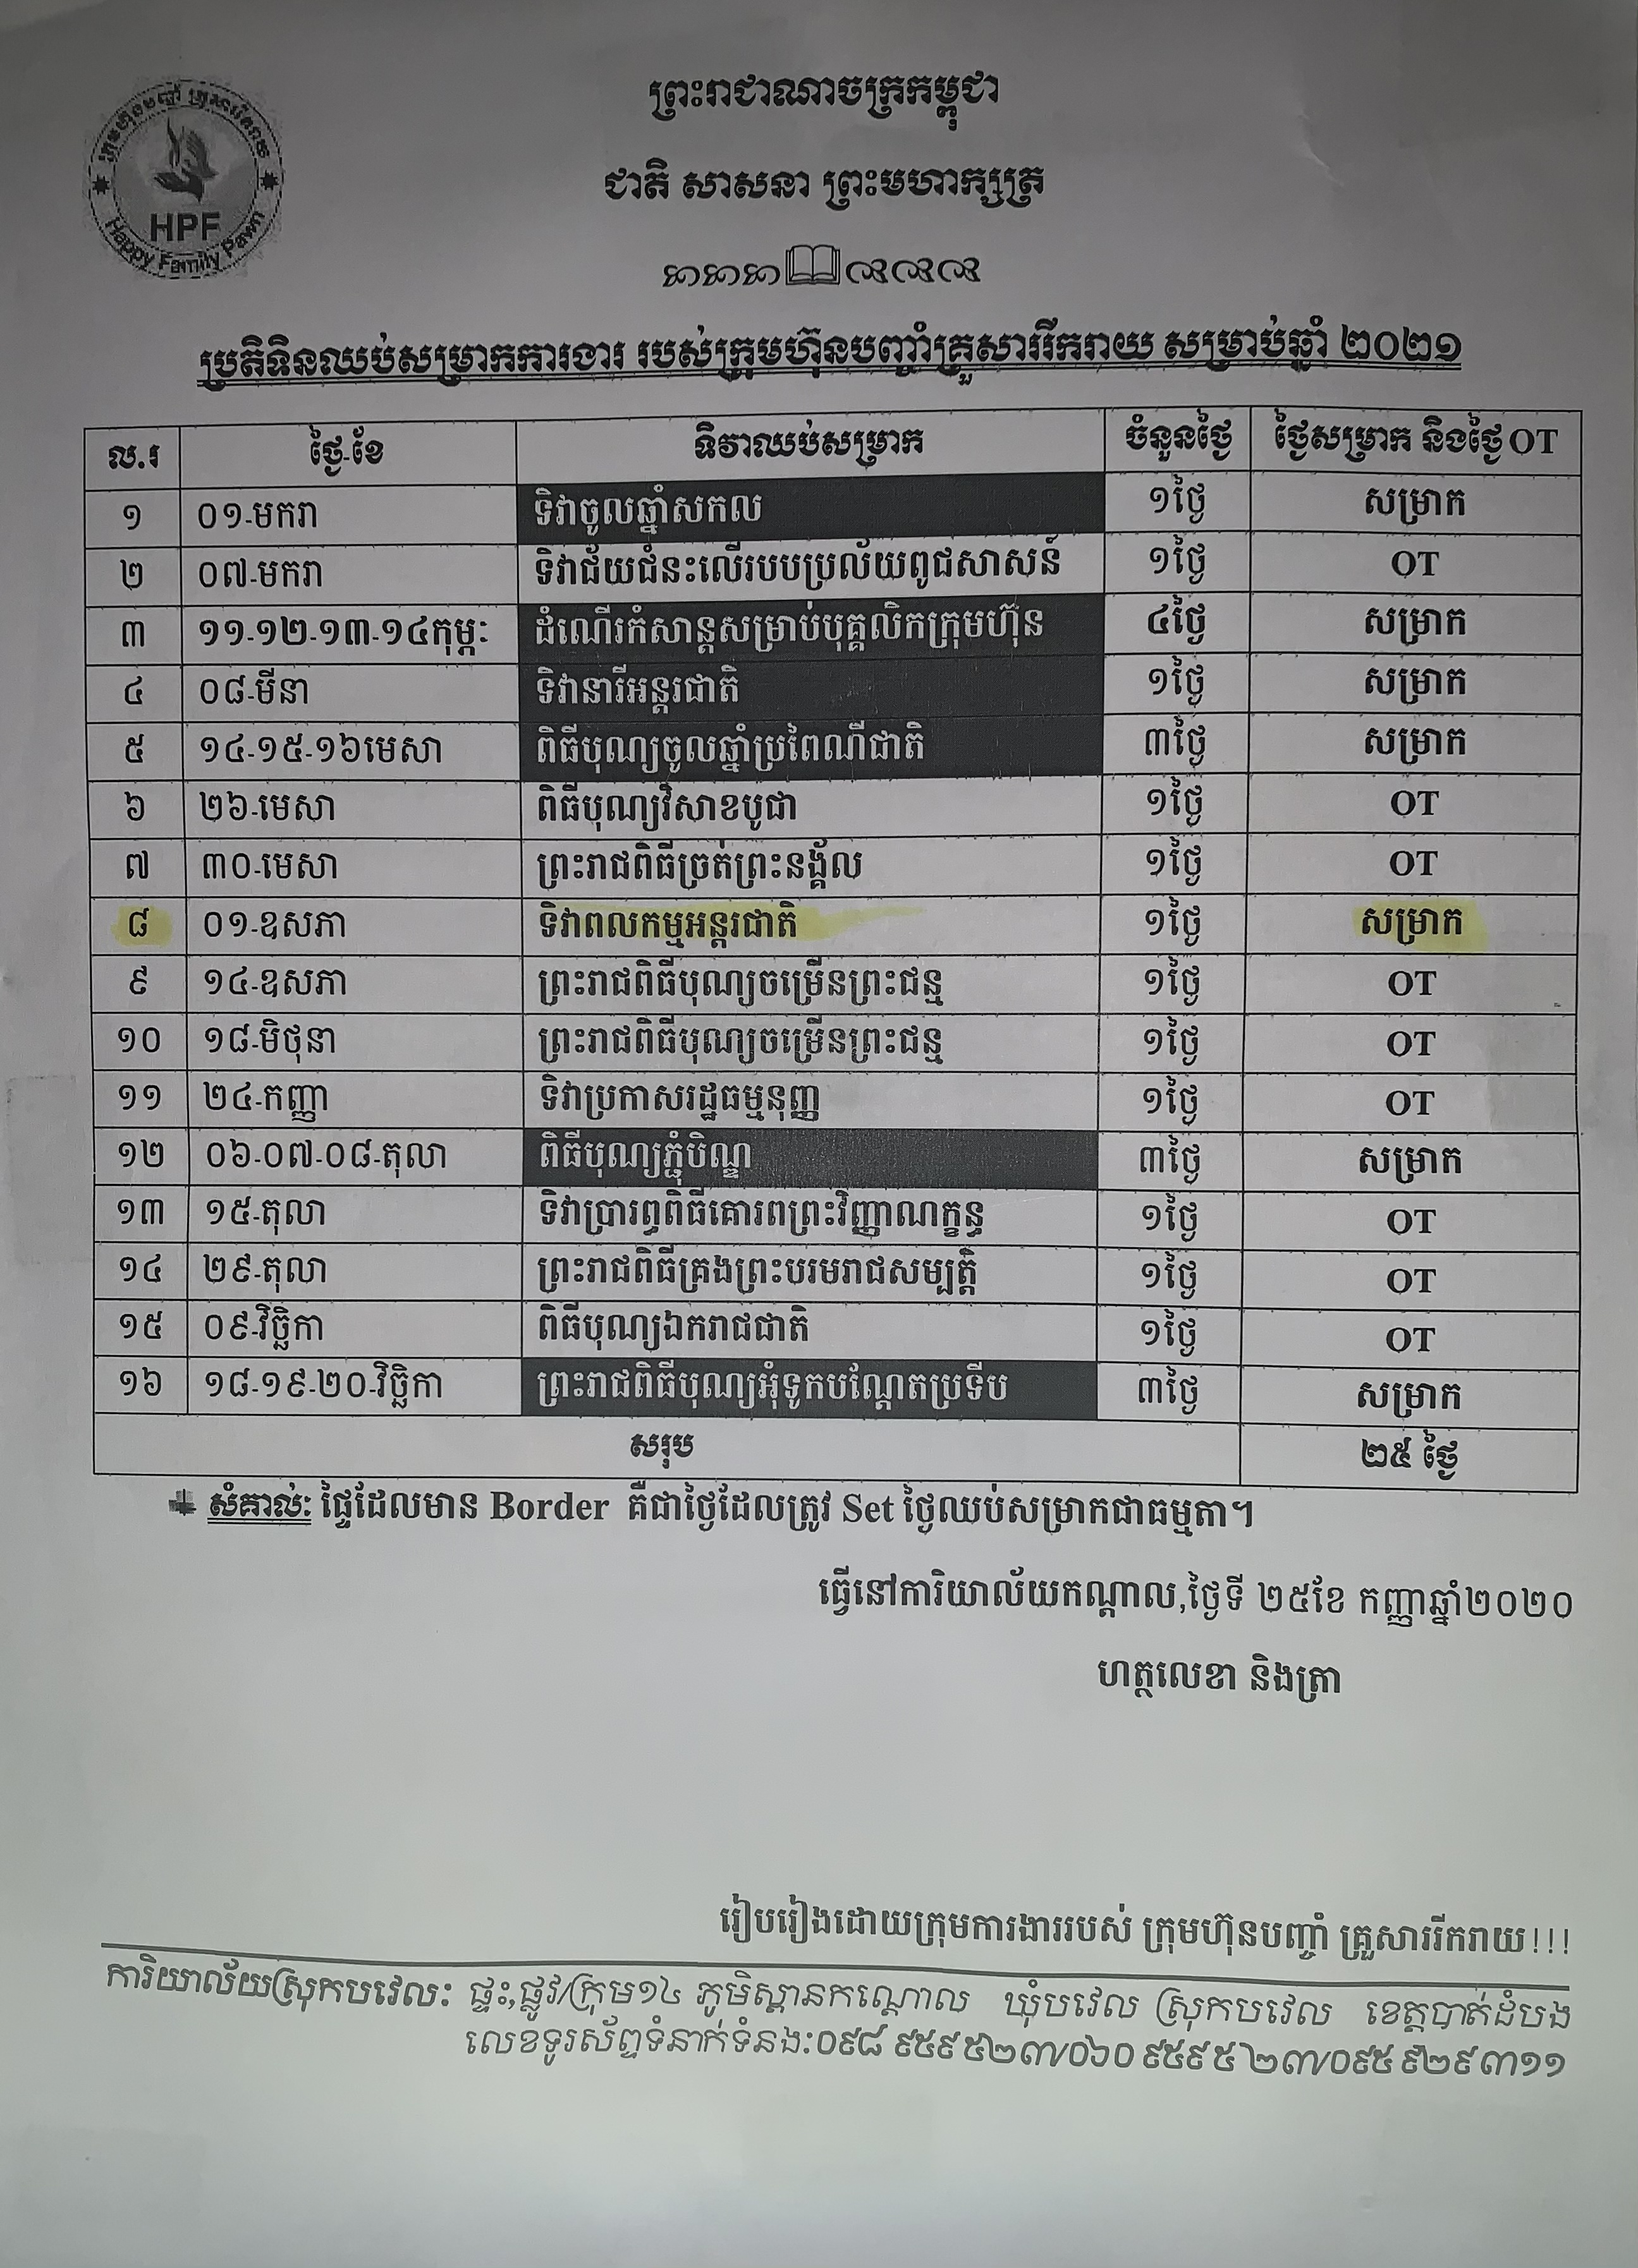 ព្រះរាជាណាចក្រកម្ពុជា
ជាតិ សាសនា ព្រះមហាក្សត្រ
ក្រុមហ៊ុនបញ្ចាំ គ្រួសាររីករាយ
HPF
Happy Family Pawn
ប្រតិទិនឈប់សម្រាកការងារ របស់ក្រុមហ៊ុនបញ្ចាំគ្រួសាររីករាយ សម្រាប់ឆ្នាំ ២០២១
ល.រ ថ្ងៃ-ខែ ទិវាឈប់សម្រាក ចំនួនថ្ងៃ ថ្ងៃសម្រាក និងថ្ងៃOT
១ ០១-មករា ទិវាចូលឆ្នាំសកល ១ថ្ងៃ សម្រាក
២ ០៧-មករា ទិវាជ័យជំនះលើរបបប្រល័យពូជសាសន៍ ១ថ្ងៃ OT
៣ ១១-១២-១៣-១៤កុម្ភៈ ដំណើរកំសាន្តសម្រាប់បុគ្គលិកក្រុមហ៊ុន ៤ថ្ងៃ សម្រាក
៤ ០៨-មីនា ទិវានារីអន្តរជាតិ ១ថ្ងៃ សម្រាក
៥ ១៤-១៥-១៦មេសា ពិធីបុណ្យចូលឆ្នាំប្រពៃណីជាតិ ៣ថ្ងៃ សម្រាក
៦ ២៦-មេសា ពិធីបុណ្យវិសាខបូជា ១ថ្ងៃ OT
៧ ៣០-មេសា ព្រះរាជពិធីច្រត់ព្រះនង្គ័ល ១ថ្ងៃ OT
៨ ០១-ឧសភា ទិវាពលកម្មអន្តរជាតិ ១ថ្ងៃ សម្រាក
៩ ១៤-ឧសភា ព្រះរាជពិធីបុណ្យចម្រើនព្រះជន្ម ១ថ្ងៃ OT
១០ ១៨-មិថុនា ព្រះរាជពិធីបុណ្យចម្រើនព្រះជន្ម ១ថ្ងៃ OT
១១ ២៤-កញ្ញា ទិវាប្រកាសរដ្ឋធម្មនុញ្ញ ១ថ្ងៃ OT
១២ ០៦-០៧-០៨-តុលា ពិធីបុណ្យភ្ជុំបិណ្ឌ ៣ថ្ងៃ សម្រាក
១៣ ១៥-តុលា ទិវាប្រារព្ធពិធីគោរពព្រះវិញ្ញាណក្ខន្ធ ១ថ្ងៃ OT
១៤ ២៩-តុលា ព្រះរាជពិធីគ្រងព្រះបរមរាជសម្បត្តិ ១ថ្ងៃ OT
១៥ ០៩-វិច្ឆិកា ពិធីបុណ្យឯករាជជាតិ ១ថ្ងៃ OT
១៦ ១៨-១៩-២០-វិច្ឆិកា ព្រះរាជពិធីបុណ្យអុំទូកបណ្ដែតប្រទីប ៣ថ្ងៃ សម្រាក
សរុប ២៥ ថ្ងៃ
សំគាល់: ផ្ទៃដែលមាន Border គឺជាថ្ងៃដែលត្រូវ Set ថ្ងៃឈប់សម្រាកជាធម្មតា។
ធ្វើនៅការិយាល័យកណ្ដាល,ថ្ងៃទី ២៥ខែ កញ្ញាឆ្នាំ២០២០
ហត្ថលេខា និងត្រា
រៀបរៀងដោយក្រុមការងាររបស់ ក្រុមហ៊ុនបញ្ចាំ គ្រួសាររីករាយ!!!
ការិយាល័យស្រុកបវេល: ផ្ទះ,ផ្លូវ/ក្រុម១៤ ភូមិស្ពានកណ្ដោល ឃុំបវេល ស្រុកបវេល ខេត្តបាត់ដំបង
លេខទូរស័ព្ទទំនាក់ទំនង:០៩៨ ៩៥៩ ៥២៣/០៦០ ៩៥៩ ៥២៣/០៩៥ ៩២៩ ៣១១